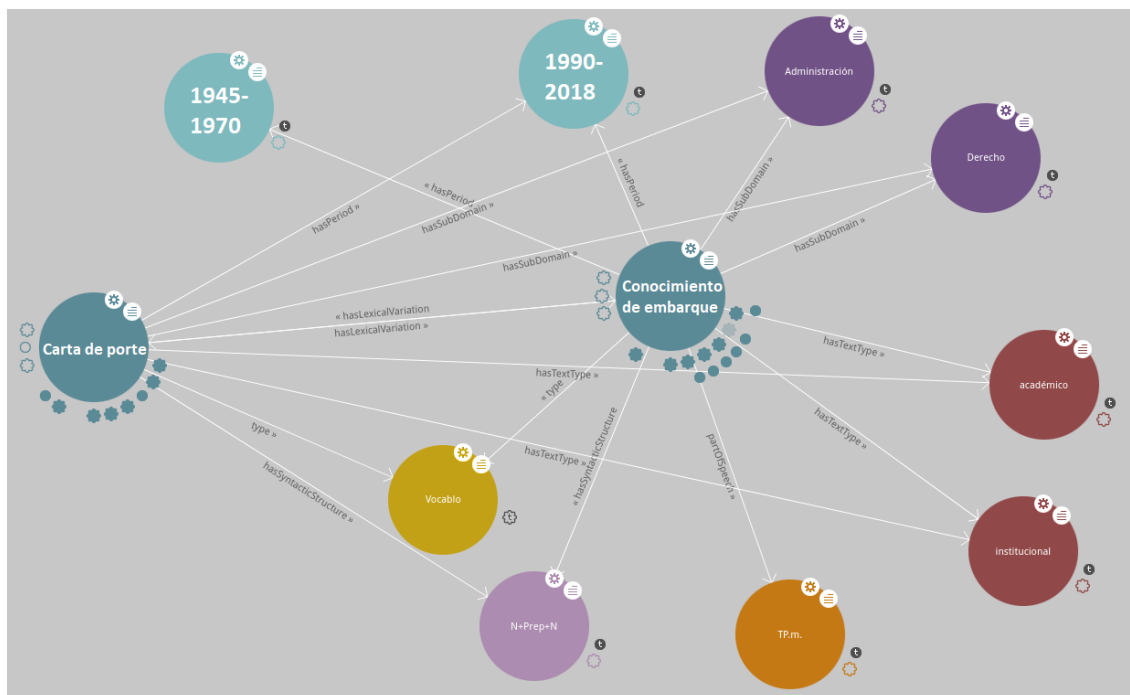 1945-
1970
1990-
2018
Administración
Derecho
« hasPeriod
« hasPeriod
hasPeriod »
hasSubDomain »
hasSubDomain »
hasSubDomain »
hasSubDomain »
Carta de porte
Conocimiento
de embarque
« hasLexicalVariation
hasLexicalVariation »
hasTextType »
hasTextType »
académico
« type
type »
hasTextType »
hasTextType »
hasSyntacticStructure »
« hasSyntacticStructure
partOfSpeech »
Vocablo
institucional
N+Prep+N
TP.m.
t
t
t
t
t
t
t
t
t